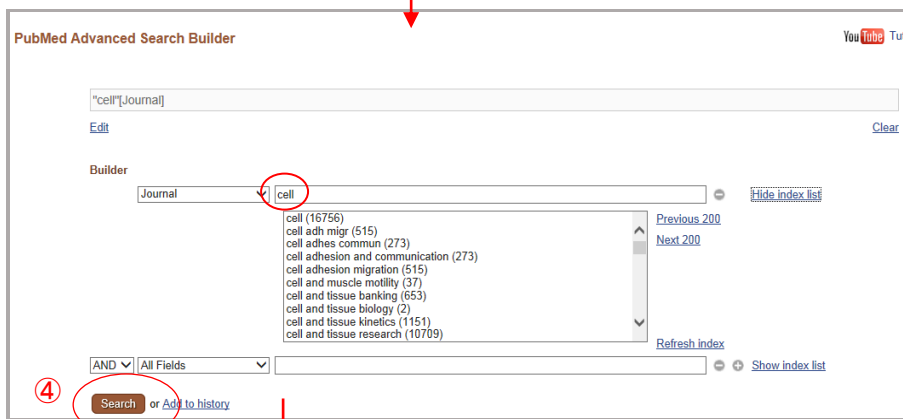 PubMed Advanced Search Builder
You Tube Tu
"cell"[Journal]
Edit Clear
Builder
Journal cell Hide index list
cell (16756) Previous 200
cell adh migr (515)
cell adhes commun (273) Next 200
cell adhesion and communication (273)
cell adhesion migration (515)
cell and muscle motility (37)
cell and tissue banking (653)
cell and tissue biology (2)
cell and tissue kinetics (1151)
cell and tissue research (10709)
Refresh index
AND All Fields Show index list
④ Search or Add to history